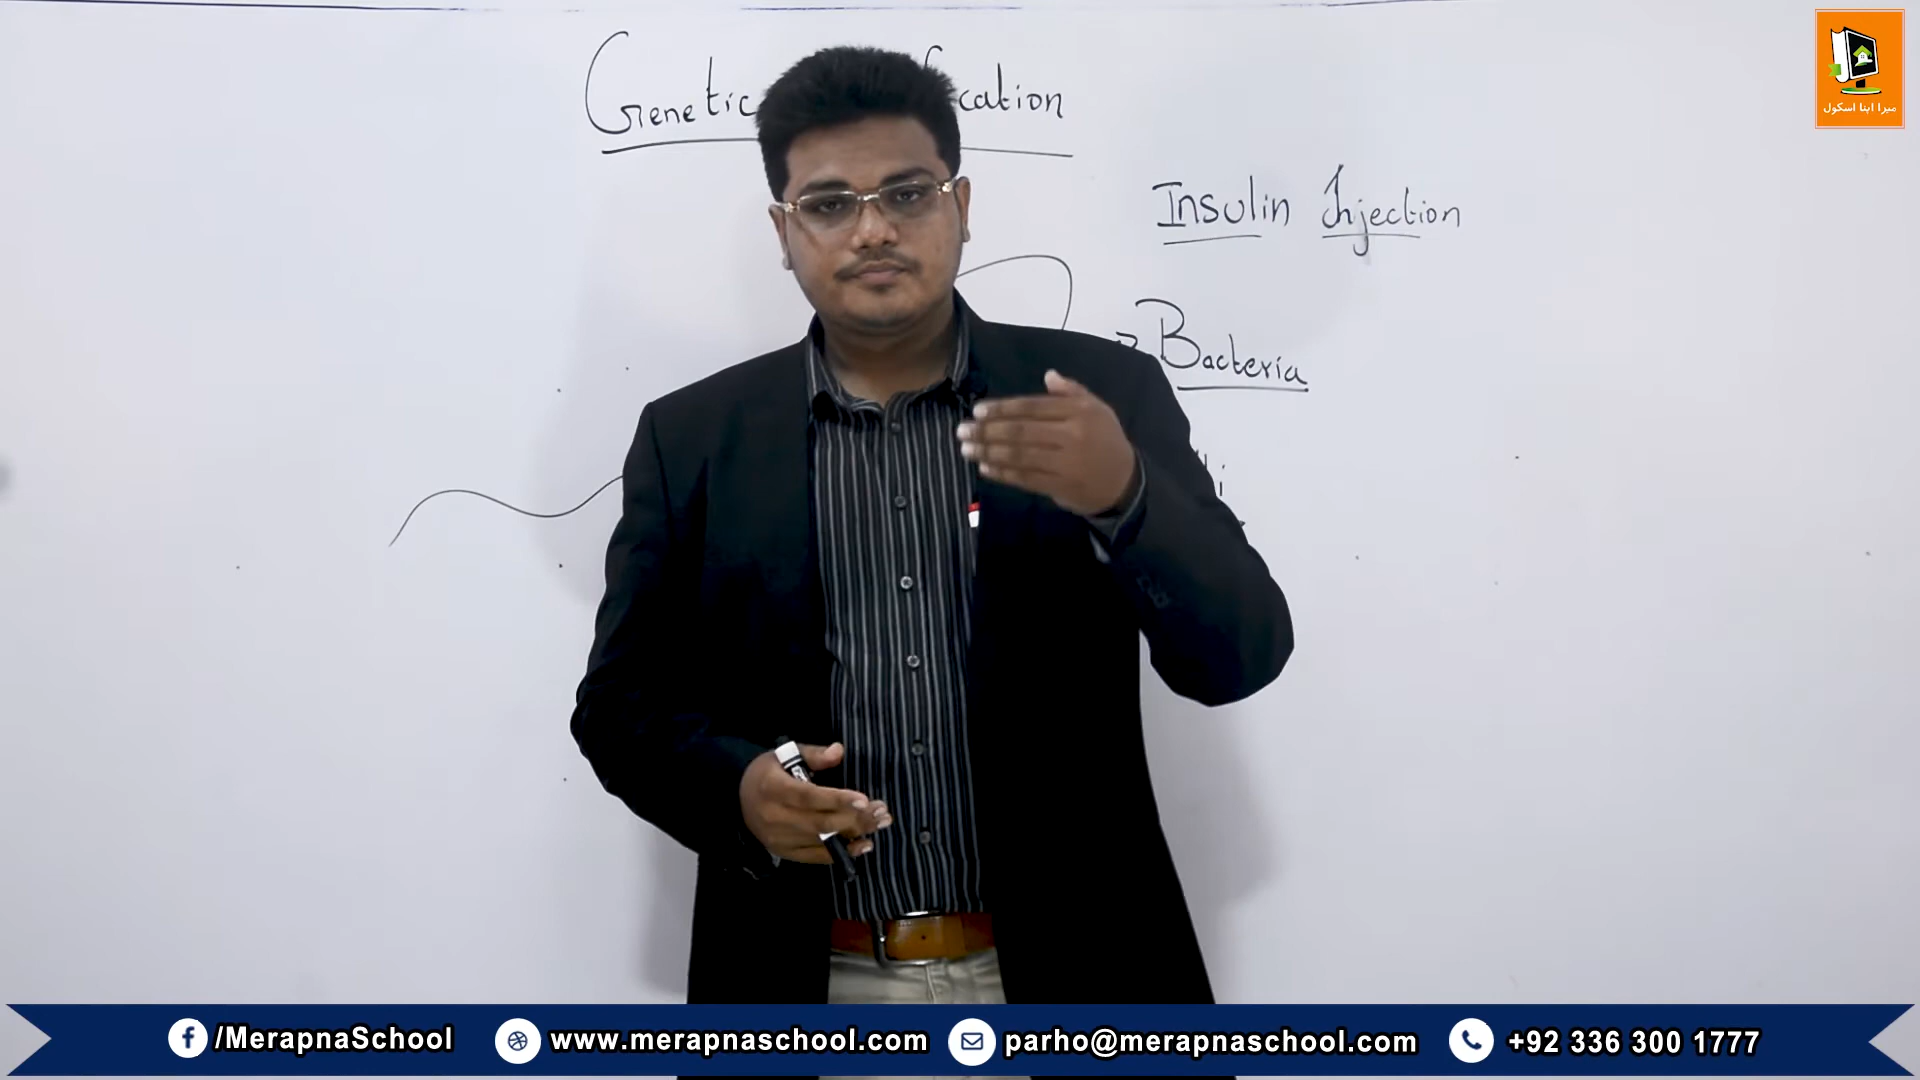 Genetic cation
Insulin Injection
Bacteria
میرا اپنا اسکول
/MerapnaSchool www.merapnaschool.com parho@merapnaschool.com +92 336 300 1777